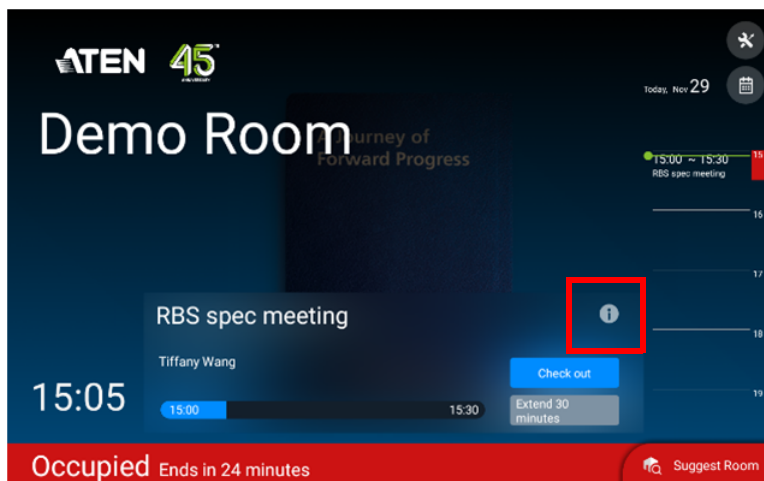 ATEN 45
ANNIVERSARY
Today, Nov 29
Demo Room
A Journey of
Forward Progress
15:00 ~ 15:30
RBS spec meeting
15
16
17
18
19
RBS spec meeting
Tiffany Wang
Check out
15:05
15:00
15:30
Extend 30
minutes
Occupied Ends in 24 minutes
Suggest Room